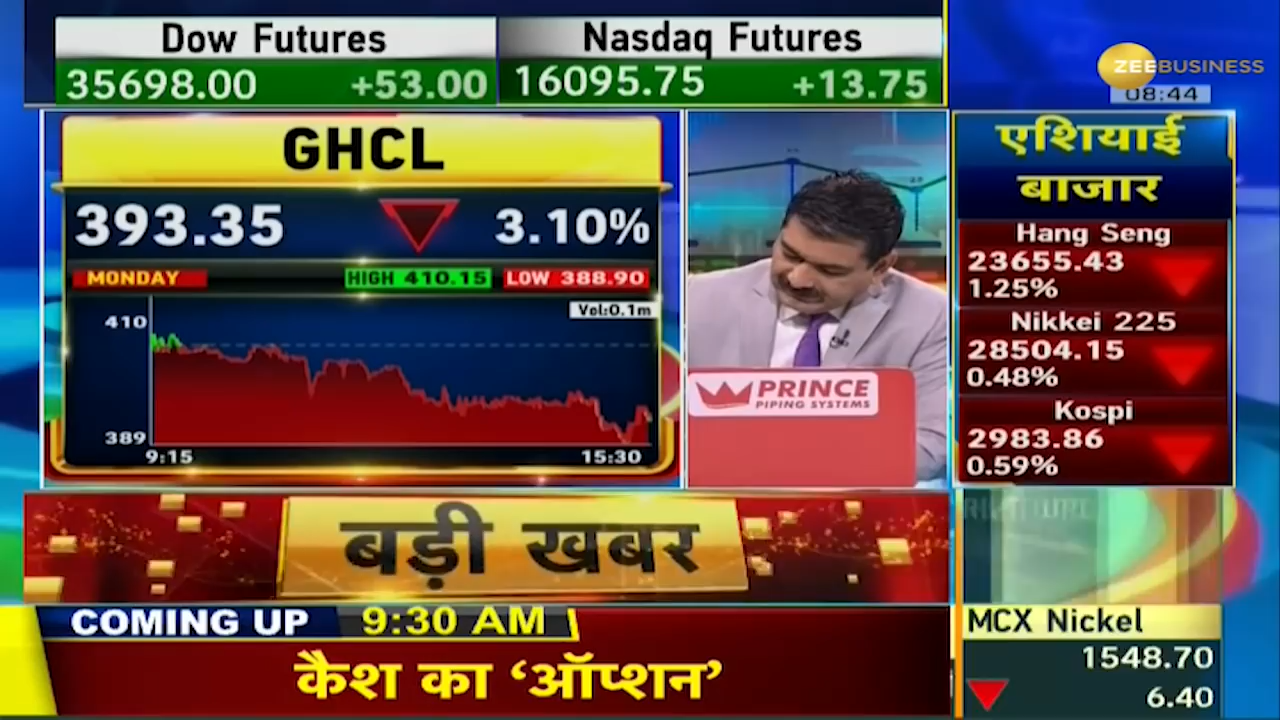 Dow Futures
35698.00 +53.00
Nasdaq Futures
16095.75 +13.75
ZEEBUSINESS
08:44
GHCL
393.35 3.10%
MONDAY HIGH 410.15 LOW 388.90
Vol:0.1m
410
389
9:15 15:30
PRINCE
PIPING SYSTEMS
एशियाई
बाजार
Hang Seng
23655.43
1.25%
Nikkei 225
28504.15
0.48%
Kospi
2983.86
0.59%
बड़ी खबर
COMING UP 9:30 AM
कैश का ‘ऑप्शन’
MCX Nickel
1548.70
6.40